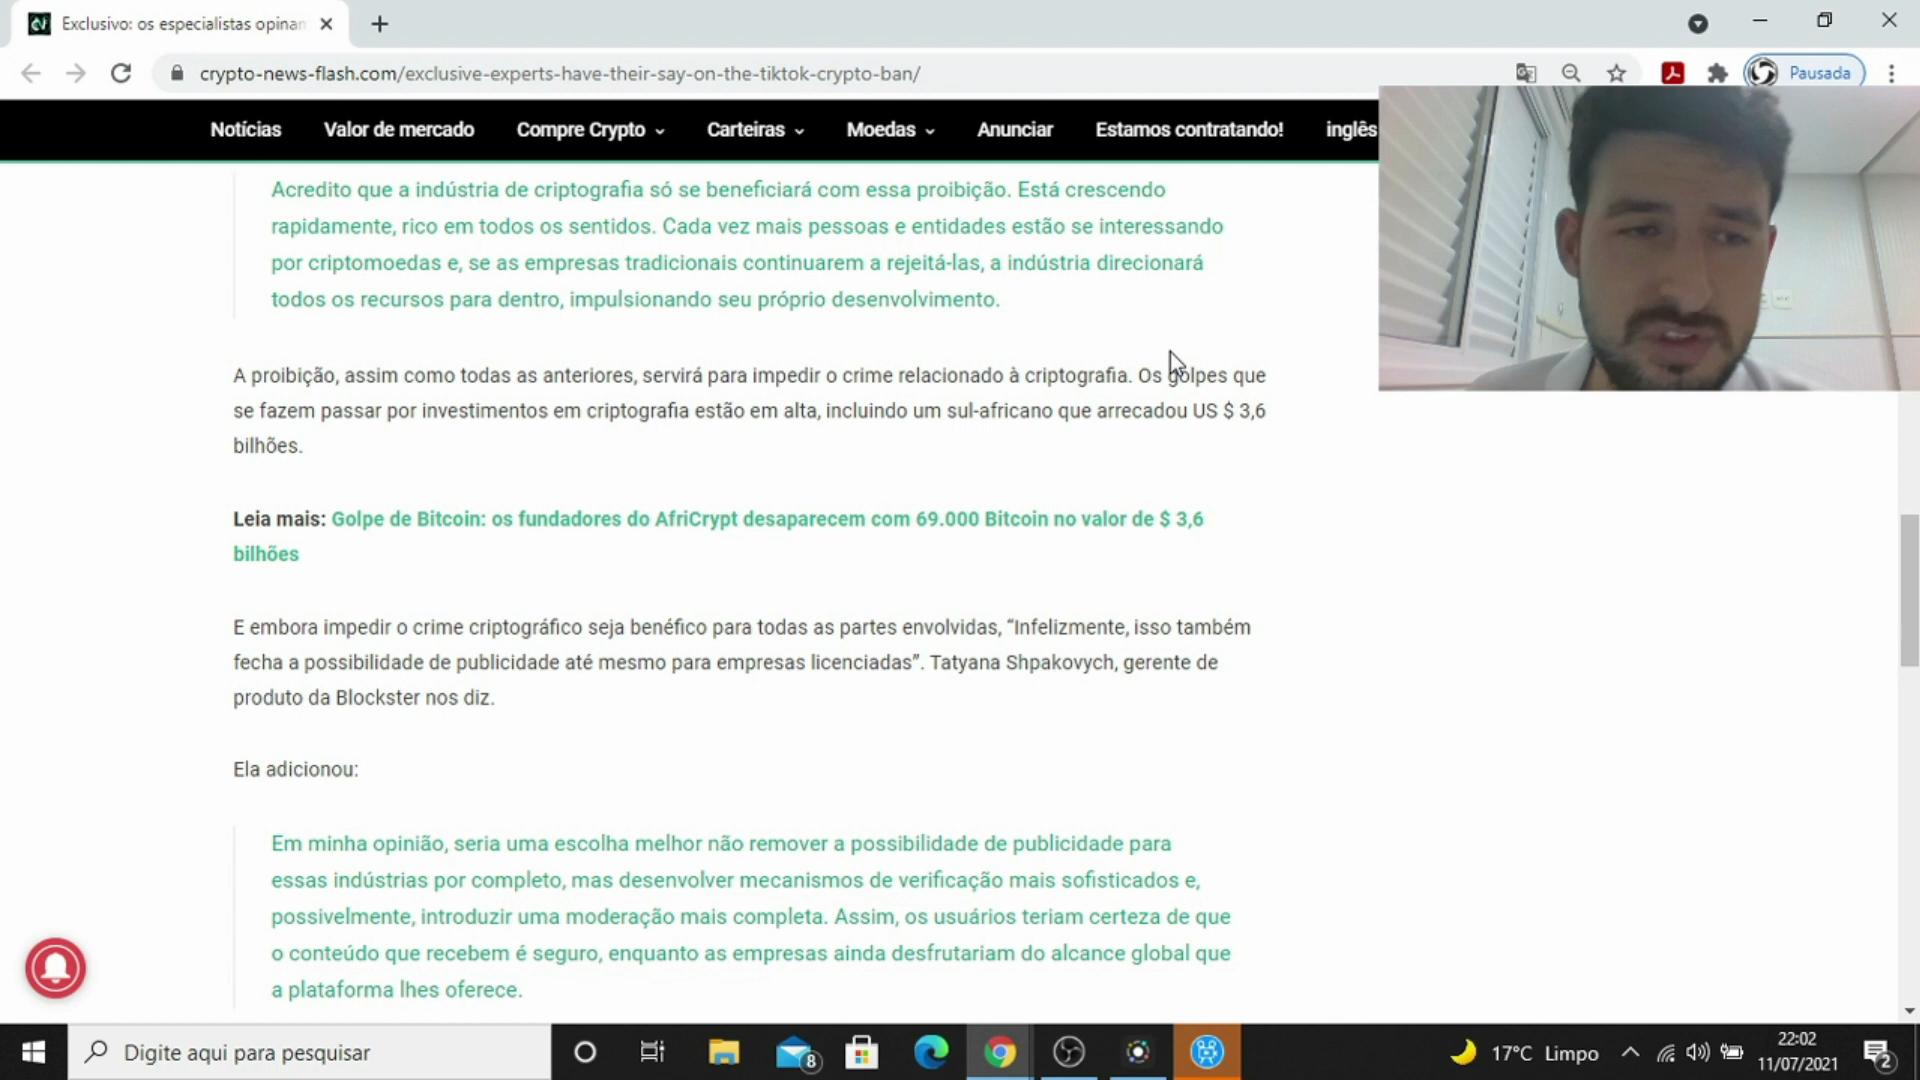 Exclusivo: os especialistas opinam
crypto-news-flash.com/exclusive-experts-have-their-say-on-the-tiktok-crypto-ban/
Pausada
Notícias Valor de mercado Compre Crypto Carteiras Moedas Anunciar Estamos contratando! inglês
Acredito que a indústria de criptografia só se beneficiará com essa proibição. Está crescendo
rapidamente, rico em todos os sentidos. Cada vez mais pessoas e entidades estão se interessando
por criptomoedas e, se as empresas tradicionais continuarem a rejeitá-las, a indústria direcionará
todos os recursos para dentro, impulsionando seu próprio desenvolvimento.
A proibição, assim como todas as anteriores, servirá para impedir o crime relacionado à criptografia. Os golpes que
se fazem passar por investimentos em criptografia estão em alta, incluindo um sul-africano que arrecadou US $ 3,6
bilhões.
Leia mais: Golpe de Bitcoin: os fundadores do AfriCrypt desaparecem com 69.000 Bitcoin no valor de $ 3,6
bilhões
E embora impedir o crime criptográfico seja benéfico para todas as partes envolvidas, “Infelizmente, isso também
fecha a possibilidade de publicidade até mesmo para empresas licenciadas”. Tatyana Shpakovych, gerente de
produto da Blockster nos diz.
Ela adicionou:
Em minha opinião, seria uma escolha melhor não remover a possibilidade de publicidade para
essas indústrias por completo, mas desenvolver mecanismos de verificação mais sofisticados e,
possivelmente, introduzir uma moderação mais completa. Assim, os usuários teriam certeza de que
o conteúdo que recebem é seguro, enquanto as empresas ainda desfrutariam do alcance global que
a plataforma lhes oferece.
Digite aqui para pesquisar
8
17°C Limpo
22:02
11/07/2021
2